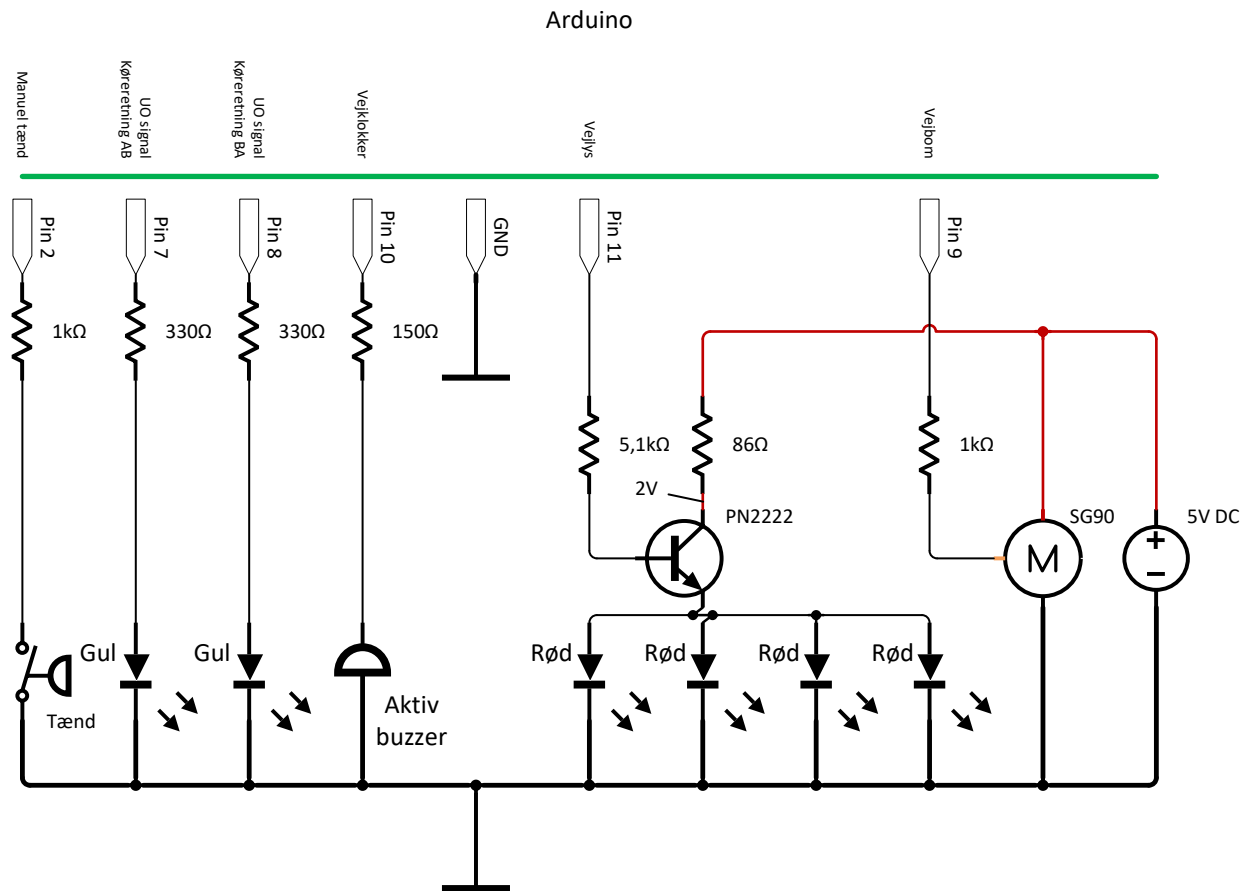 Arduino
Manuel tænd
UO signal
Køreretning AB
UO signal
Køreretning BA
Vejklokker
Vejlys
Vejbom
Pin 2
Pin 7
Pin 8
Pin 10
GND
Pin 11
Pin 9
1kΩ
330Ω
330Ω
150Ω
5,1kΩ
86Ω
1kΩ
2V
PN2222
SG90
5V DC
M
Gul
Gul
Rød
Rød
Rød
Rød
Tænd
Aktiv
buzzer